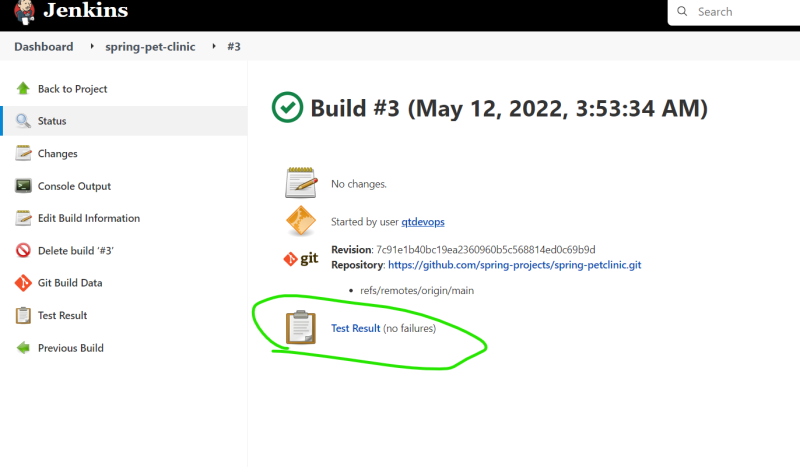 Jenkins
Search
Dashboard spring-pet-clinic #3
Back to Project
Status
Changes
Console Output
Edit Build Information
Delete build '#3'
Git Build Data
Test Result
Previous Build
Build #3 (May 12, 2022, 3:53:34 AM)
No changes.
Started by user qtdevops
git
Revision: 7c91e1b40bc19ea2360960b5c568814ed0c69b9d
Repository: https://github.com/spring-projects/spring-petclinic.git
• refs/remotes/origin/main
Test Result (no failures)